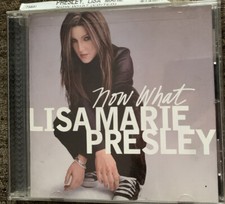 PRESLEY, LISA MARIE
Now What
LISA MARIE
PRESLEY